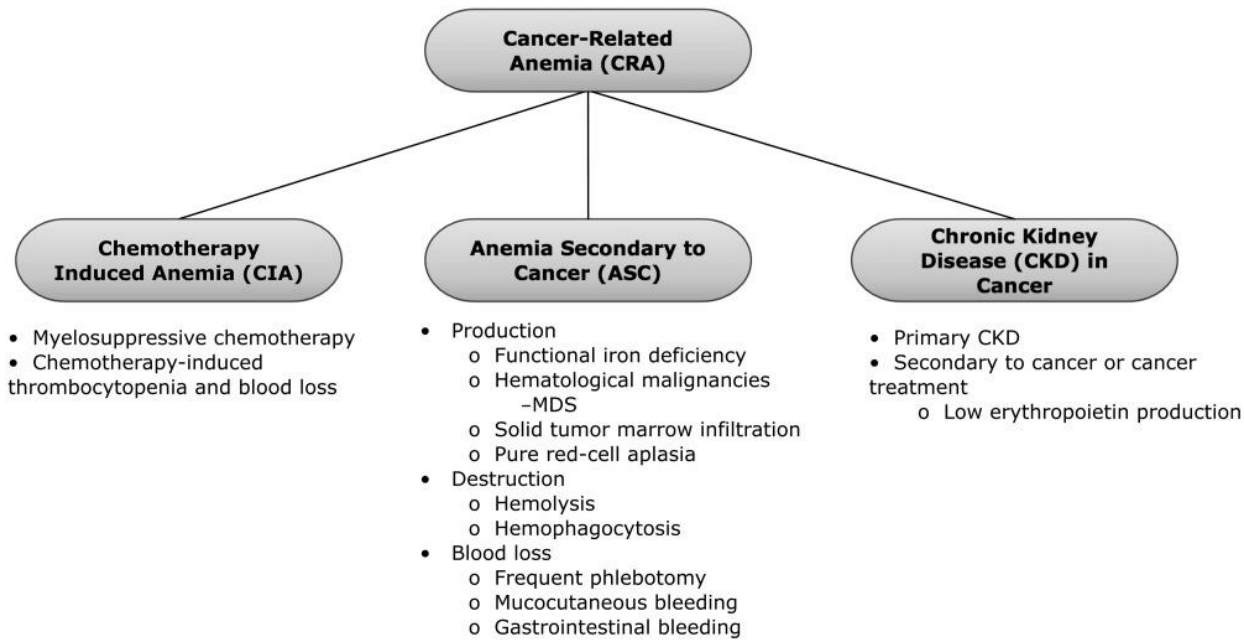 Cancer-Related
Anemia (CRA)
Chemotherapy
Induced Anemia (CIA)
• Myelosuppressive chemotherapy
• Chemotherapy-induced
thrombocytopenia and blood loss
Anemia Secondary to
Cancer (ASC)
• Production
o Functional iron deficiency
o Hematological malignancies
–MDS
o Solid tumor marrow infiltration
o Pure red-cell aplasia
• Destruction
o Hemolysis
o Hemophagocytosis
• Blood loss
o Frequent phlebotomy
o Mucocutaneous bleeding
o Gastrointestinal bleeding
Chronic Kidney
Disease (CKD) in
Cancer
• Primary CKD
• Secondary to cancer or cancer
treatment
o Low erythropoietin production